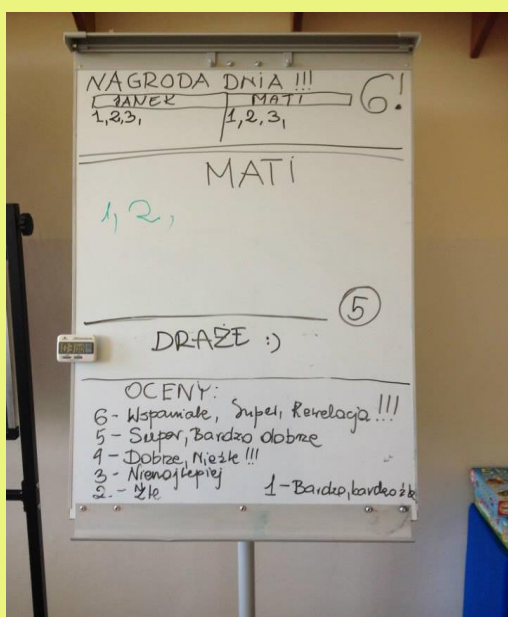 NAGRODA DNIA !!! 6!
JANEK MATI
1,2,3, 1,2,3,
MATI
1, 2,
5
DRAŻE :)
OCENY:
6 - Wspaniałe, Super, Rewelacja !!!
5 - Super, Bardzo dobrze
4 - Dobrze, Nieźle !!!
3 - Nienajlepiej
2 - Źle 1 - Bardzo, bardzo źle